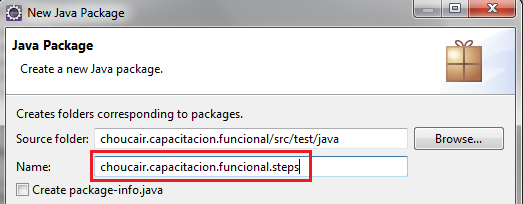 New Java Package
Java Package
Create a new Java package.
Creates folders corresponding to packages.
Source folder: choucair.capacitacion.funcional/src/test/java Browse...
Name: choucair.capacitacion.funcional.steps
Create package-info.java